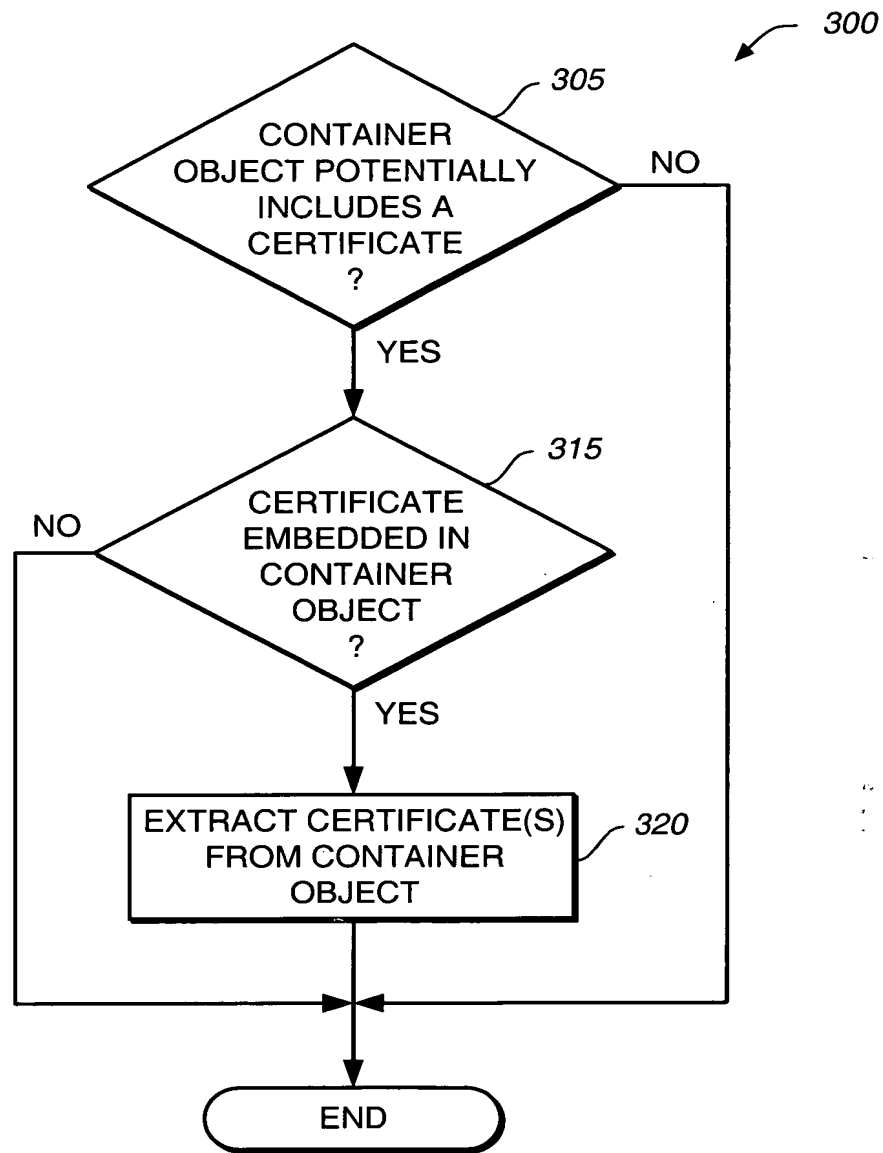 300
305
CONTAINER
OBJECT POTENTIALLY
INCLUDES A
CERTIFICATE
?
NO
YES
315
CERTIFICATE
EMBEDDED IN
CONTAINER
OBJECT
?
NO
YES
EXTRACT CERTIFICATE(S)
FROM CONTAINER
OBJECT
320
END